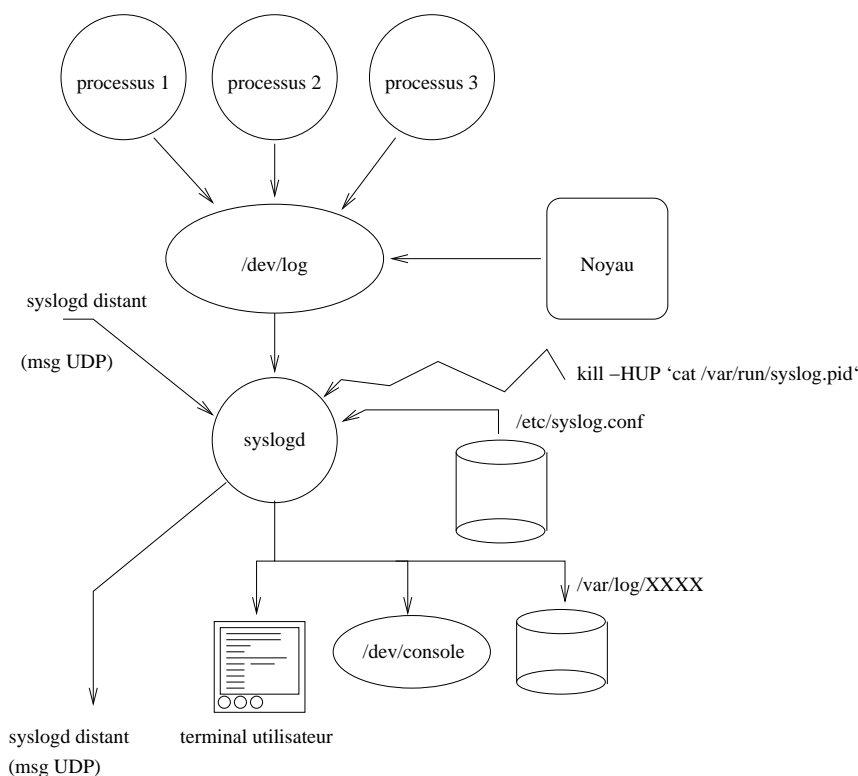 processus 1
processus 2
processus 3
/dev/log
Noyau
syslogd distant
(msg UDP)
kill −HUP ‘cat /var/run/syslog.pid‘
/etc/syslog.conf
syslogd
/var/log/XXXX
/dev/console
syslogd distant
(msg UDP)
terminal utilisateur